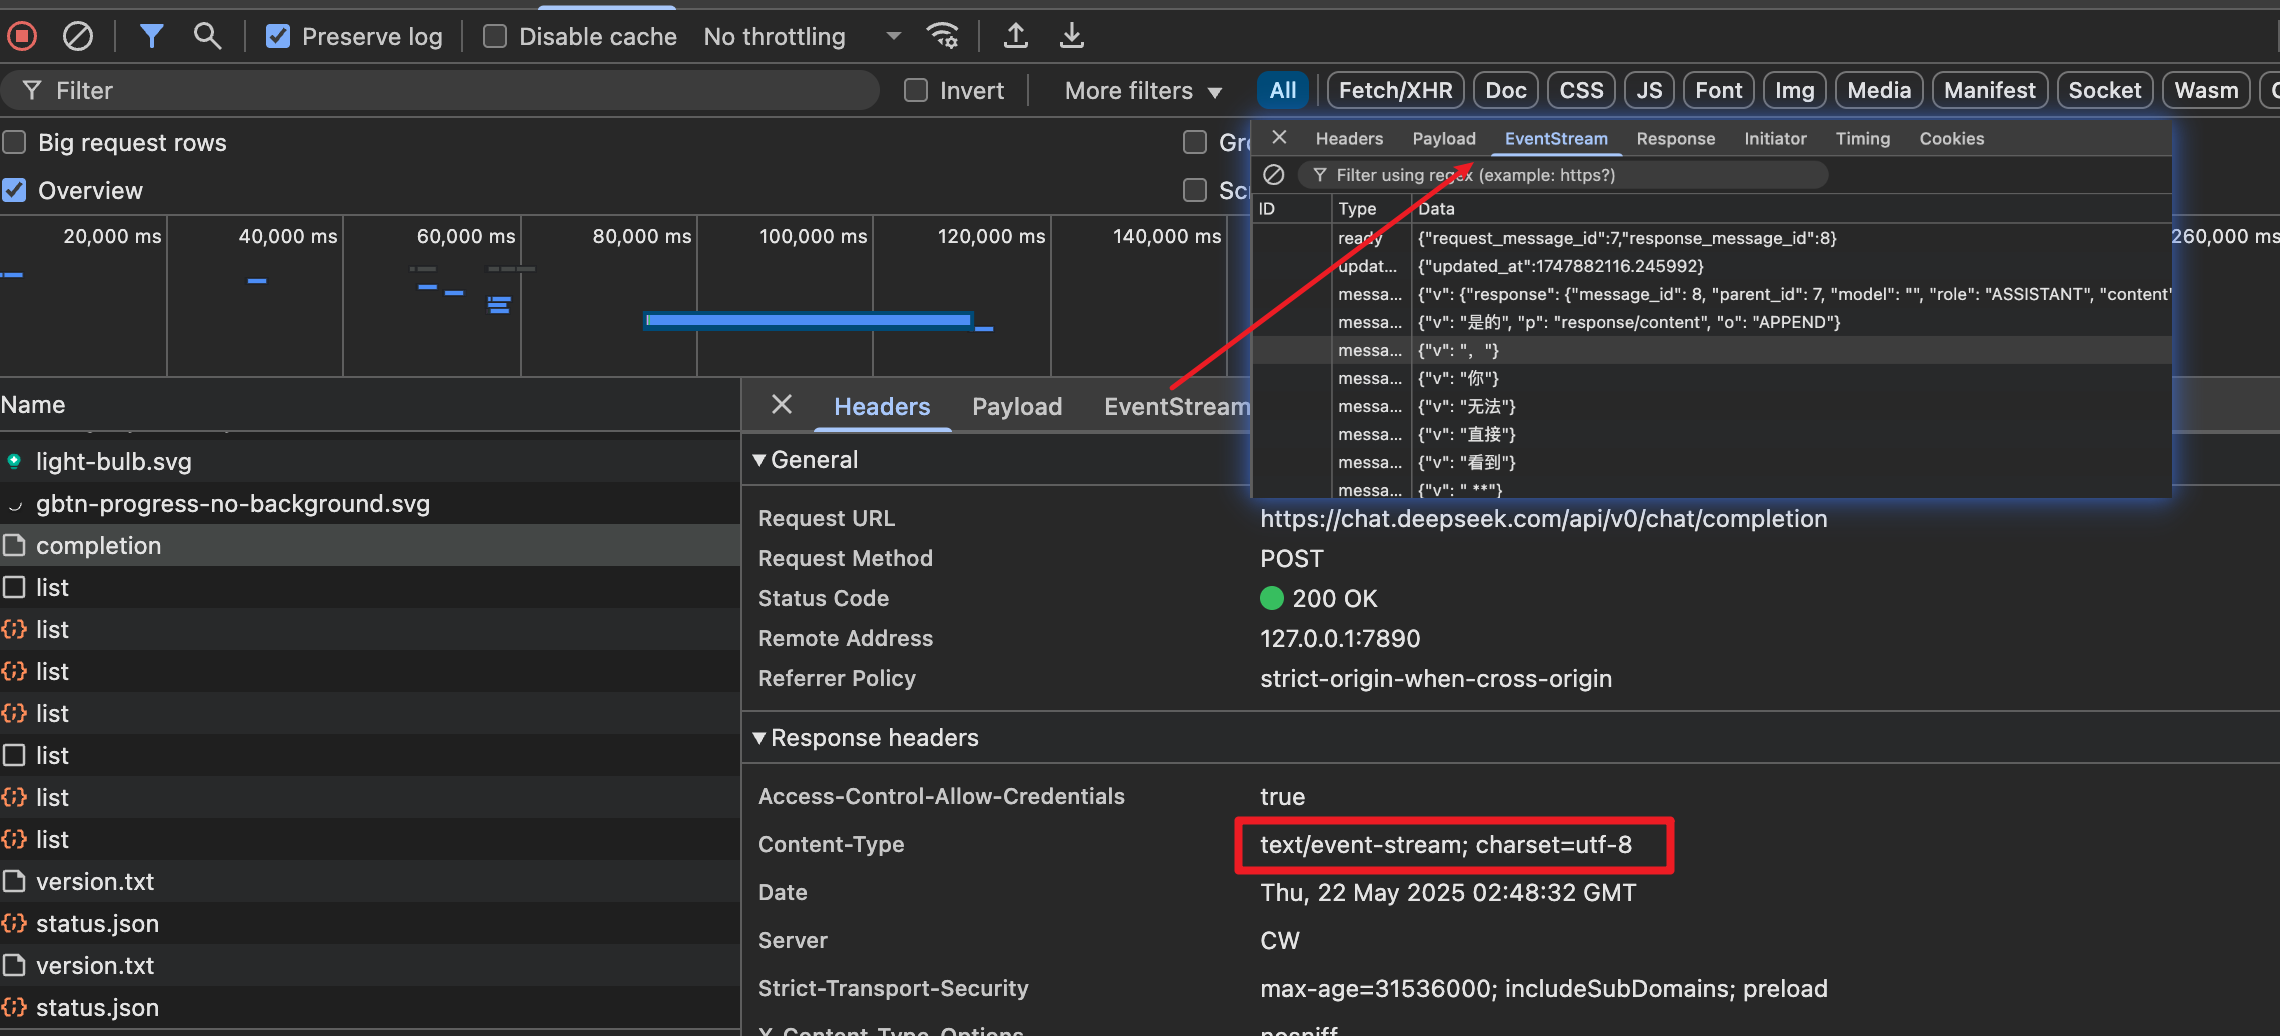 Preserve log Disable cache No throttling
Filter Invert More filters All Fetch/XHR Doc CSS JS Font Img Media Manifest Socket Wasm
Big request rows
Overview
20,000 ms 40,000 ms 60,000 ms 80,000 ms 100,000 ms 120,000 ms 140,000 ms 260,000 ms
Headers Payload EventStream Response Initiator Timing Cookies
Filter using regex (example: https?)
ID Type Data
ready {"request_message_id":7,"response_message_id":8}
updat... {"updated_at":1747882116.245992}
messa... {"v": {"response": {"message_id": 8, "parent_id": 7, "model": "", "role": "ASSISTANT", "content"
messa... {"v": "是的", "p": "response/content", "o": "APPEND"}
messa... {"v": "，"}
messa... {"v": "你"}
messa... {"v": "无法"}
messa... {"v": "直接"}
messa... {"v": "看到"}
messa... {"v": " **"}
Name
light-bulb.svg
gbtn-progress-no-background.svg
completion
list
list
list
list
list
list
list
version.txt
status.json
version.txt
status.json
Headers Payload EventStream
General
Request URL https://chat.deepseek.com/api/v0/chat/completion
Request Method POST
Status Code 200 OK
Remote Address 127.0.0.1:7890
Referrer Policy strict-origin-when-cross-origin
Response headers
Access-Control-Allow-Credentials true
Content-Type text/event-stream; charset=utf-8
Date Thu, 22 May 2025 02:48:32 GMT
Server CW
Strict-Transport-Security max-age=31536000; includeSubDomains; preload
X-Content-Type-Options nosniff